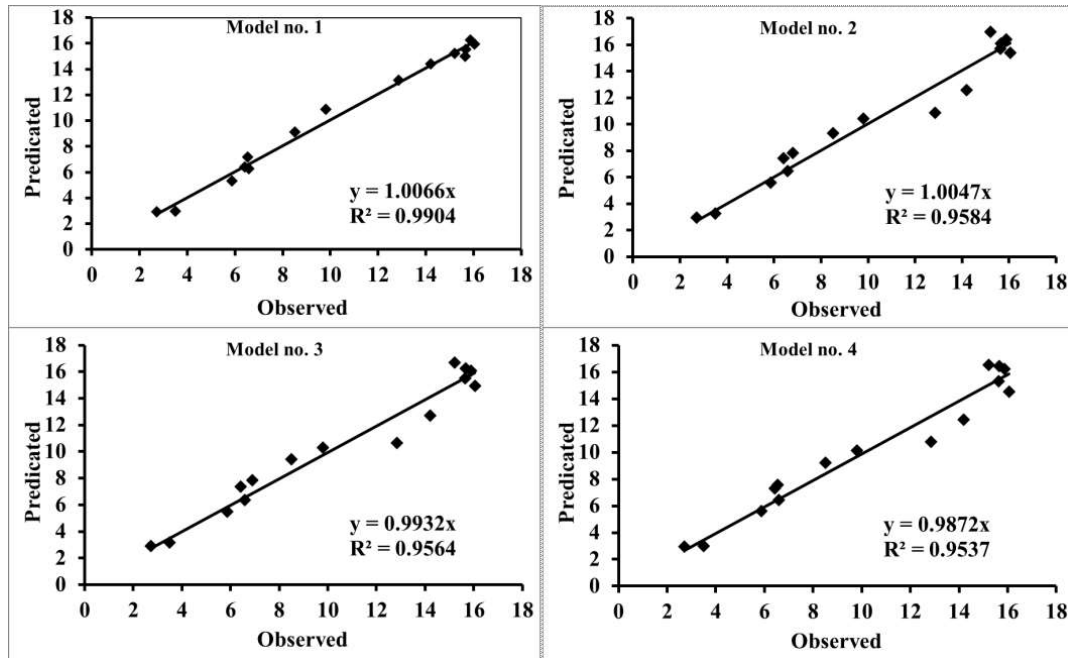 Model no. 1
18
16
14
12
10
8
6
4
2
0
Predicated
y = 1.0066x
R² = 0.9904
0 2 4 6 8 10 12 14 16 18
Observed
Model no. 2
18
16
14
12
10
8
6
4
2
0
Predicated
y = 1.0047x
R² = 0.9584
0 2 4 6 8 10 12 14 16 18
Observed
Model no. 3
18
16
14
12
10
8
6
4
2
0
Predicated
y = 0.9932x
R² = 0.9564
0 2 4 6 8 10 12 14 16 18
Observed
Model no. 4
18
16
14
12
10
8
6
4
2
0
Predicated
y = 0.9872x
R² = 0.9537
0 2 4 6 8 10 12 14 16 18
Observed